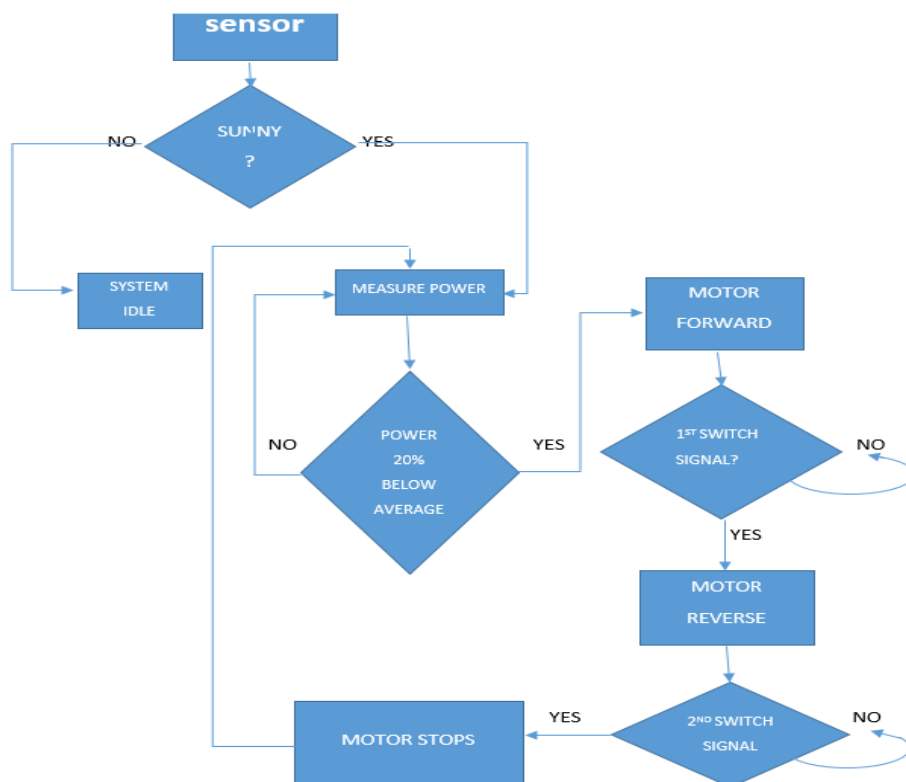 sensor
SUNNY
?
NO
YES
SYSTEM
IDLE
MEASURE POWER
MOTOR
FORWARD
POWER
20%
BELOW
AVERAGE
NO
YES
1ST SWITCH
SIGNAL?
NO
YES
MOTOR
REVERSE
2ND SWITCH
SIGNAL
NO
YES
MOTOR STOPS